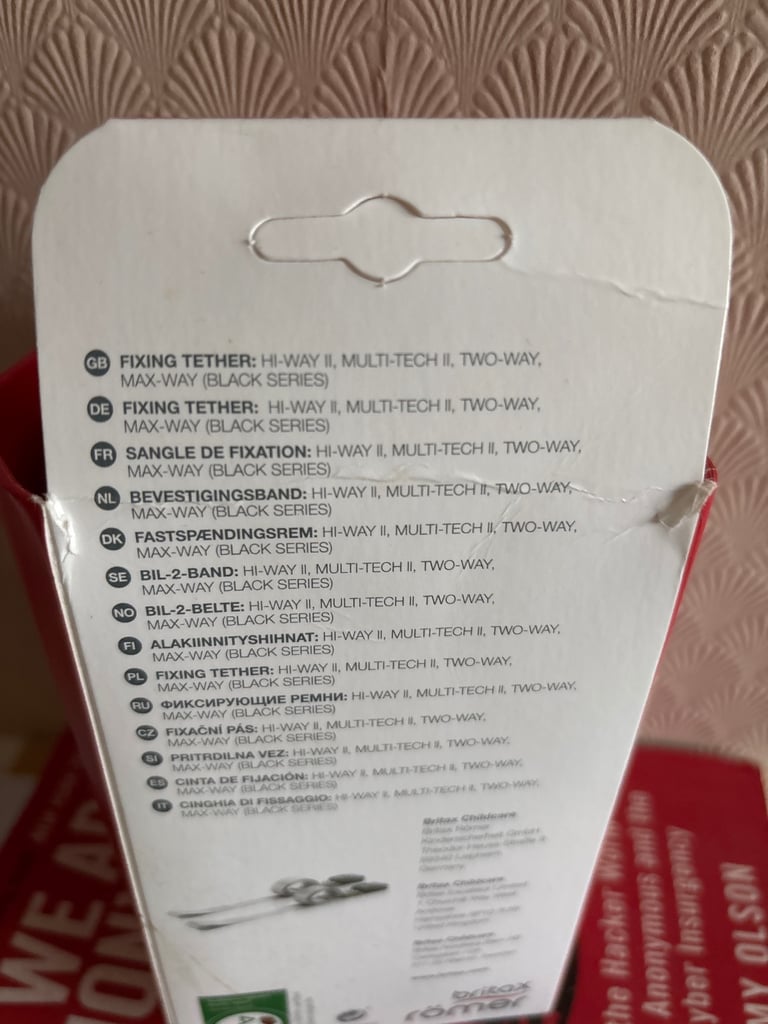 GB FIXING TETHER: HI-WAY II, MULTI-TECH II, TWO-WAY,
MAX-WAY (BLACK SERIES)
DE FIXING TETHER: HI-WAY II, MULTI-TECH II, TWO-WAY,
MAX-WAY (BLACK SERIES)
FR SANGLE DE FIXATION: HI-WAY II, MULTI-TECH II, TWO-WAY,
MAX-WAY (BLACK SERIES)
NL BEVESTIGINGSBAND: HI-WAY II, MULTI-TECH II, TWO-WAY,
MAX-WAY (BLACK SERIES)
DK FASTSPÆNDINGSREM: HI-WAY II, MULTI-TECH II, TWO-WAY,
MAX-WAY (BLACK SERIES)
SE BIL-2-BAND: HI-WAY II, MULTI-TECH II, TWO-WAY,
MAX-WAY (BLACK SERIES)
NO BIL-2-BELTE: HI-WAY II, MULTI-TECH II, TWO-WAY,
MAX-WAY (BLACK SERIES)
FI ALAKIINNITYSHIHNAT: HI-WAY II, MULTI-TECH II, TWO-WAY,
MAX-WAY (BLACK SERIES)
PL FIXING TETHER: HI-WAY II, MULTI-TECH II, TWO-WAY,
MAX-WAY (BLACK SERIES)
RU ФИКСИРУЮЩИЕ РЕМНИ: HI-WAY II, MULTI-TECH II, TWO-WAY,
MAX-WAY (BLACK SERIES)
CZ FIXAČNÍ PÁS: HI-WAY II, MULTI-TECH II, TWO-WAY,
MAX-WAY (BLACK SERIES)
SI PRITRDILNA VEZ: HI-WAY II, MULTI-TECH II, TWO-WAY,
MAX-WAY (BLACK SERIES)
ES CINTA DE FIJACIÓN: HI-WAY II, MULTI-TECH II, TWO-WAY,
MAX-WAY (BLACK SERIES)
IT CINGHIA DI FISSAGGIO: HI-WAY II, MULTI-TECH II, TWO-WAY,
MAX-WAY (BLACK SERIES)
Britax Childcare
Britax Römer
Germany
Britax Childcare
Britax Childcare
britax
römer
WE
the Hacker
Anonymous and
Insurgency
OLSON